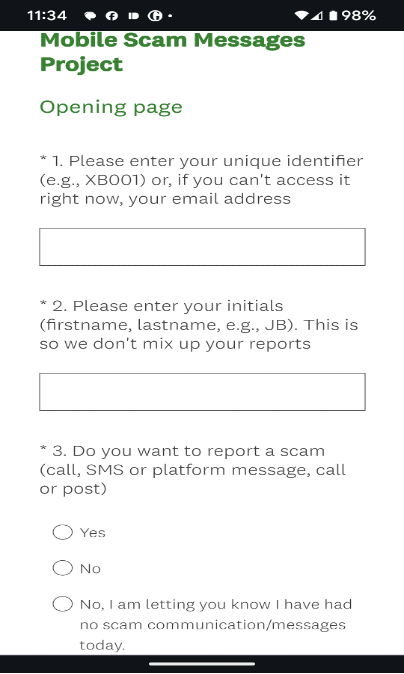 11:34
98%
Mobile Scam Messages
Project
Opening page
* 1. Please enter your unique identifier
(e.g., XB001) or, if you can't access it
right now, your email address
* 2. Please enter your initials
(firstname, lastname, e.g., JB). This is
so we don't mix up your reports
* 3. Do you want to report a scam
(call, SMS or platform message, call
or post)
Yes
No
No, I am letting you know I have had
no scam communication/messages
today.